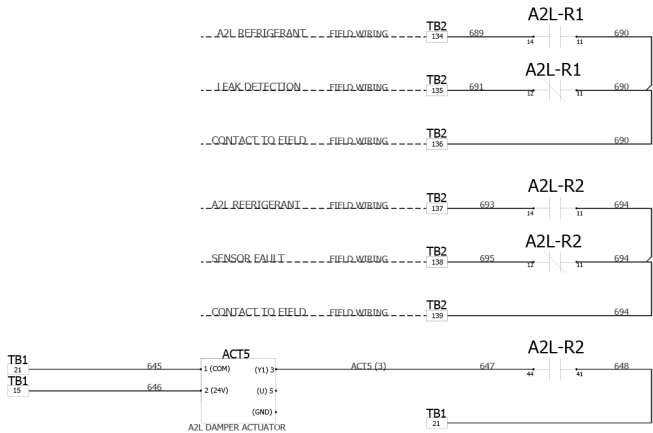 A2L-R1
A2L REFRIGERANT FIELD WIRING TB2 134 689 14 11 690
A2L-R1
LEAK DETECTION FIELD WIRING TB2 135 691 12 11 690
CONTACT TO FIELD FIELD WIRING TB2 136 690
A2L-R2
A2L REFRIGERANT FIELD WIRING TB2 137 693 14 11 694
A2L-R2
SENSOR FAULT FIELD WIRING TB2 138 695 12 11 694
CONTACT TO FIELD FIELD WIRING TB2 139 694
ACT5 A2L-R2
TB1 21 645 1 (COM) (Y1) 3 ACT5 (3) 647 44 41 648
TB1 15 646 2 (24V) (U) 5
(GND) TB1 21
A2L DAMPER ACTUATOR